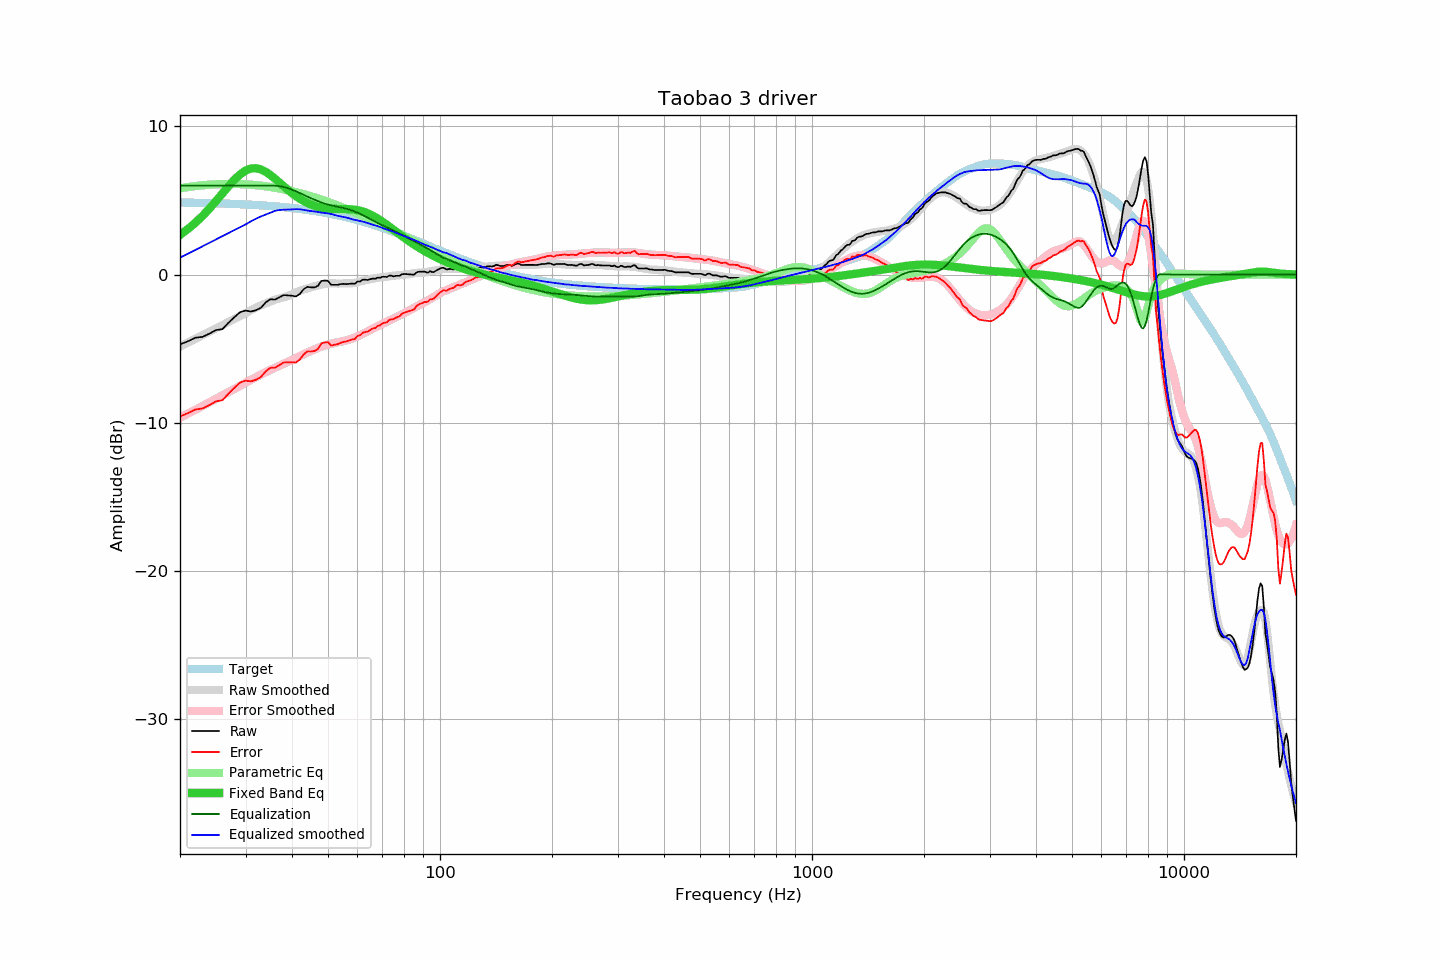 Taobao 3 driver
10
0
−10
−20
−30
Amplitude (dBr)
Target
Raw Smoothed
Error Smoothed
Raw
Error
Parametric Eq
Fixed Band Eq
Equalization
Equalized smoothed
100
1000
10000
Frequency (Hz)